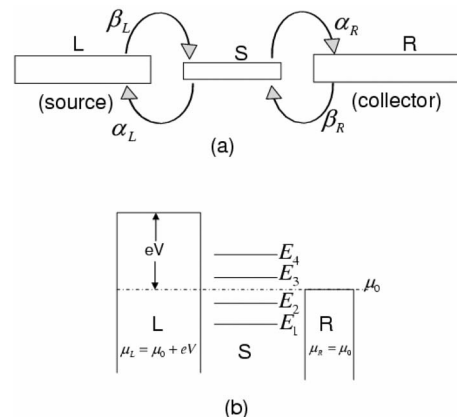 β_L
α_R
L
S
R
(source)
(collector)
α_L
β_R
(a)
eV
E_4
E_3
μ_0
E_2
E_1
L
R
μ_L = μ_0 + eV
S
μ_R = μ_0
(b)